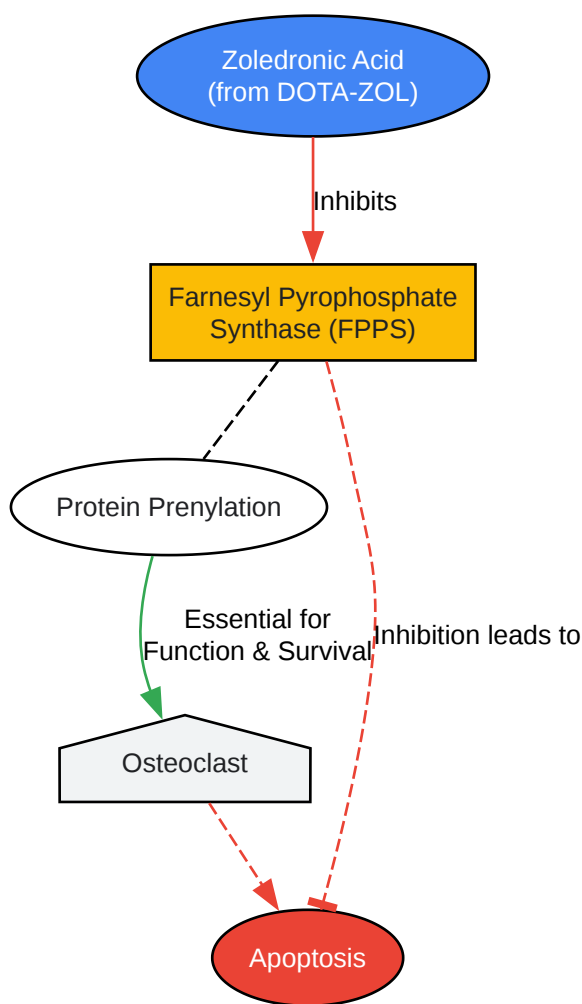 Zoledronic Acid
(from DOTA-ZOL)
Inhibits
Farnesyl Pyrophosphate
Synthase (FPPS)
Protein Prenylation
Essential for
Function & Survival
Inhibition leads to
Osteoclast
Apoptosis